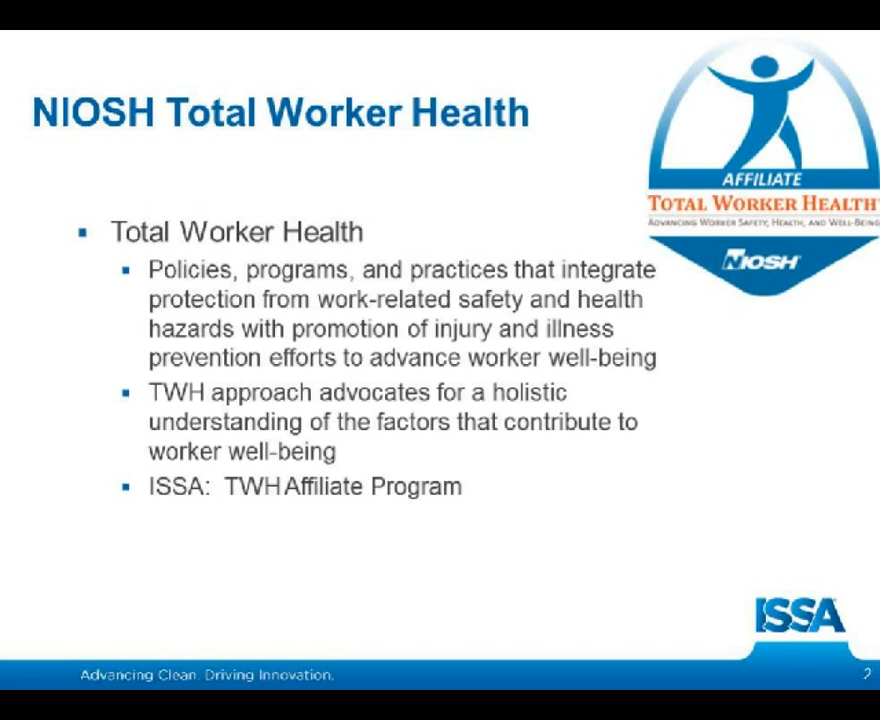 NIOSH Total Worker Health
AFFILIATE
TOTAL WORKER HEALTH
ADVANCING WORKER SAFETY, HEALTH, AND WELL-BEING
NIOSH
▪ Total Worker Health
▪ Policies, programs, and practices that integrate
protection from work-related safety and health
hazards with promotion of injury and illness
prevention efforts to advance worker well-being
▪ TWH approach advocates for a holistic
understanding of the factors that contribute to
worker well-being
▪ ISSA: TWH Affiliate Program
ISSA
Advancing Clean. Driving Innovation.
2